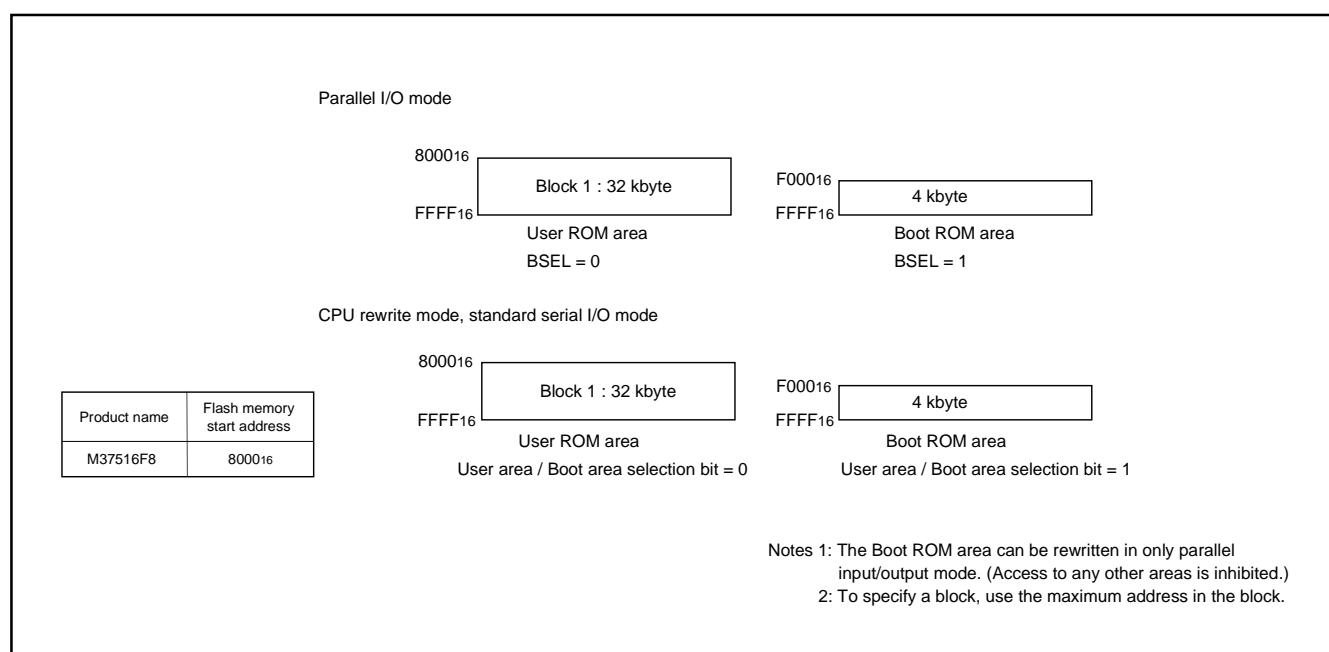 Parallel I/O mode
800016
Block 1 : 32 kbyte
FFFF16
User ROM area
BSEL = 0
F00016
4 kbyte
FFFF16
Boot ROM area
BSEL = 1
CPU rewrite mode, standard serial I/O mode
800016
Block 1 : 32 kbyte
FFFF16
User ROM area
User area / Boot area selection bit = 0
F00016
4 kbyte
FFFF16
Boot ROM area
User area / Boot area selection bit = 1
Product name
Flash memory
start address
M37516F8
800016
Notes 1: The Boot ROM area can be rewritten in only parallel
input/output mode. (Access to any other areas is inhibited.)
2: To specify a block, use the maximum address in the block.